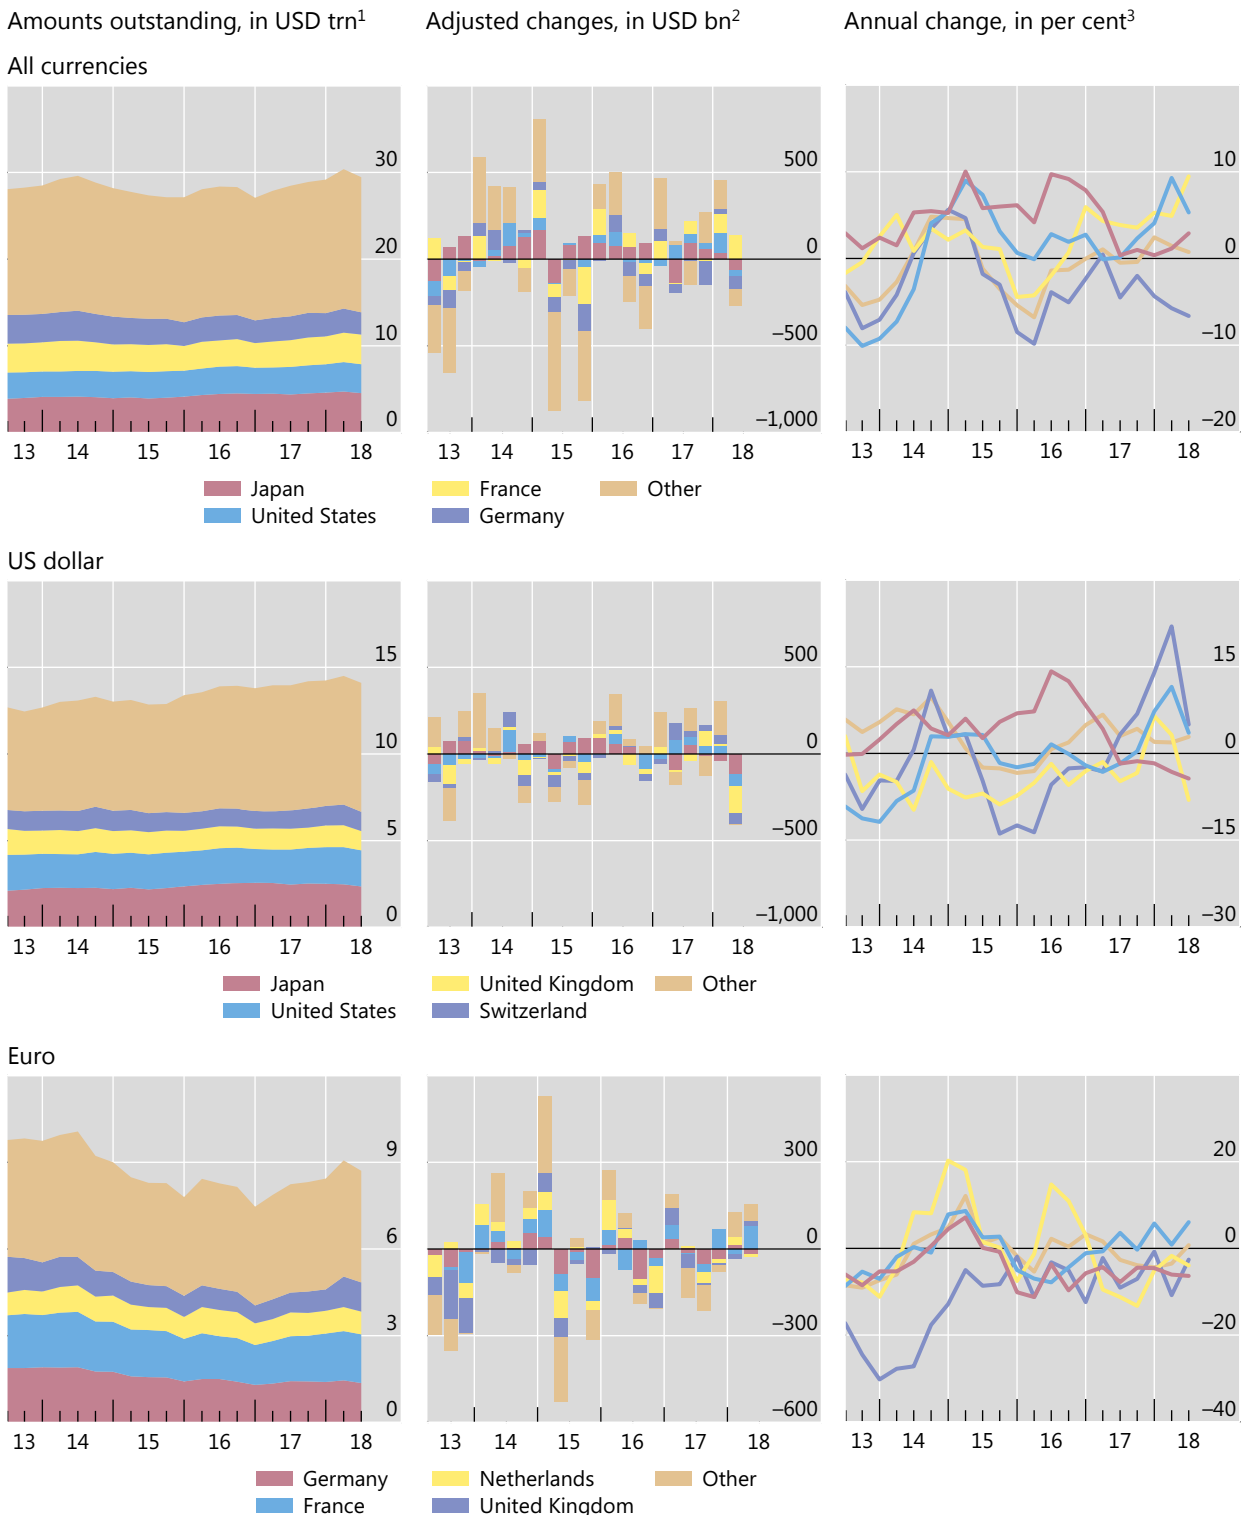 Amounts outstanding, in USD trn¹
Adjusted changes, in USD bn²
Annual change, in per cent³
All currencies
30
20
10
0
13 14 15 16 17 18
500
0
–500
–1,000
13 14 15 16 17 18
10
0
–10
–20
13 14 15 16 17 18
Japan
United States
France
Germany
Other
US dollar
15
10
5
0
13 14 15 16 17 18
500
0
–500
–1,000
13 14 15 16 17 18
15
0
–15
–30
13 14 15 16 17 18
Japan
United States
United Kingdom
Switzerland
Other
Euro
9
6
3
0
13 14 15 16 17 18
300
0
–300
–600
13 14 15 16 17 18
20
0
–20
–40
13 14 15 16 17 18
Germany
France
Netherlands
United Kingdom
Other